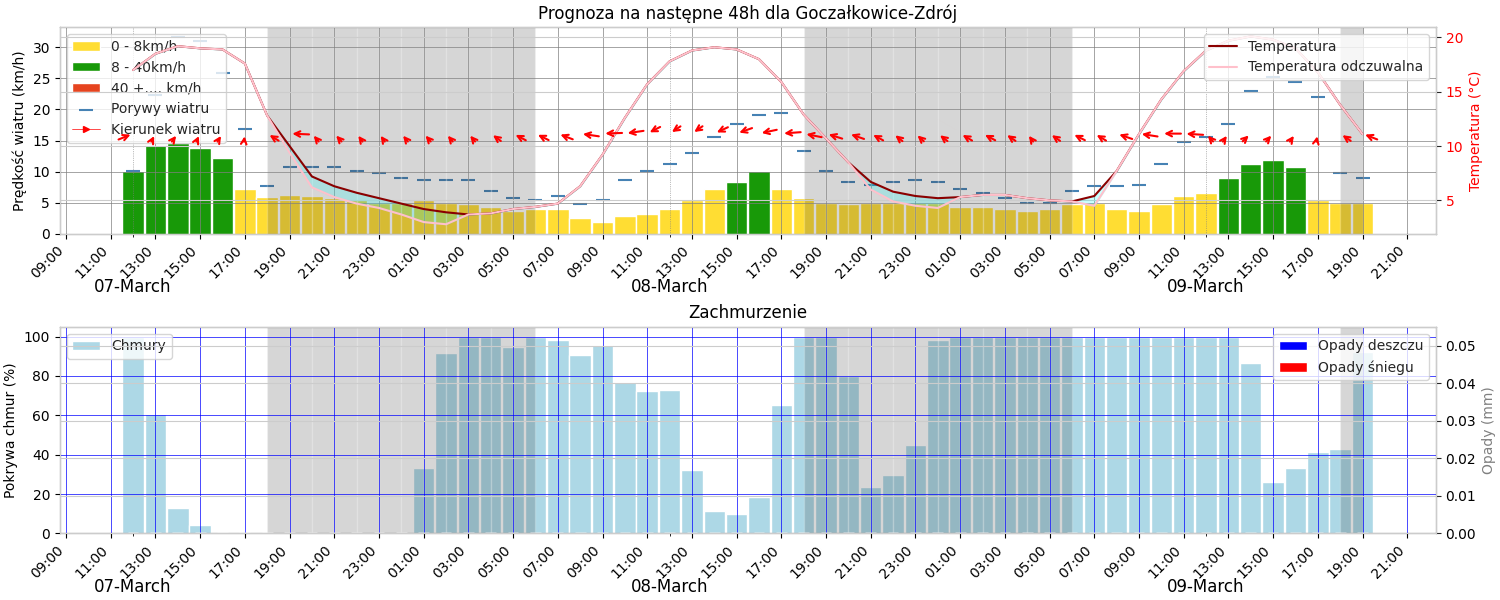 Prognoza na następne 48h dla Goczałkowice-Zdrój
Prędkość wiatru (km/h)
30
25
20
15
10
5
0
0 - 8km/h
8 - 40km/h
40 +.... km/h
Porywy wiatru
Kierunek wiatru
Temperatura
Temperatura odczuwalna
20
15
10
5
Temperatura (°C)
09:00 11:00 13:00 15:00 17:00 19:00 21:00 23:00 01:00 03:00 05:00 07:00 09:00 11:00 13:00 15:00 17:00 19:00 21:00 23:00 01:00 03:00 05:00 07:00 09:00 11:00 13:00 15:00 17:00 19:00 21:00
07-March 08-March 09-March
Zachmurzenie
Pokrywa chmur (%)
100
80
60
40
20
0
Chmury
Opady deszczu
Opady śniegu
0.05
0.04
0.03
0.02
0.01
0.00
Opady (mm)
09:00 11:00 13:00 15:00 17:00 19:00 21:00 23:00 01:00 03:00 05:00 07:00 09:00 11:00 13:00 15:00 17:00 19:00 21:00 23:00 01:00 03:00 05:00 07:00 09:00 11:00 13:00 15:00 17:00 19:00 21:00
07-March 08-March 09-March